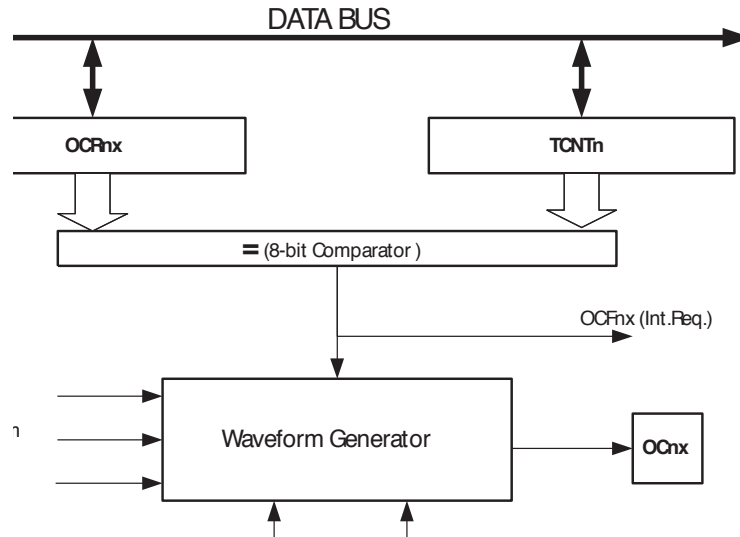 DATA BUS
OCRnx
TCNTn
= (8-bit Comparator )
OCFnx (Int.Req.)
Waveform Generator
OCnx